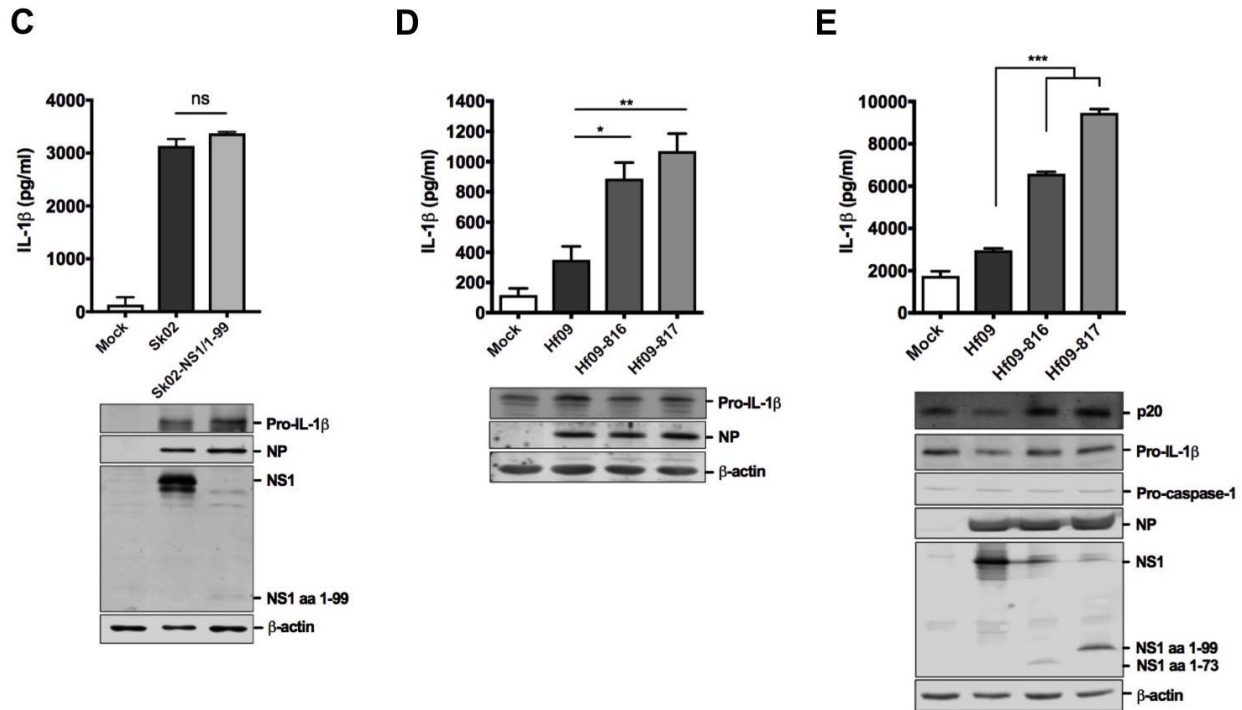 C
4000
3000
2000
1000
0
IL-1β (pg/ml)
ns
Mock
Sk02
Sk02-NS1/1-99
Pro-IL-1β
NP
NS1
NS1 aa 1-99
β-actin
D
1400
1200
1000
800
600
400
200
0
IL-1β (pg/ml)
**
*
Mock
Hf09
Hf09-816
Hf09-817
Pro-IL-1β
NP
β-actin
E
10000
8000
6000
4000
2000
0
IL-1β (pg/ml)
***
Mock
Hf09
Hf09-816
Hf09-817
p20
Pro-IL-1β
Pro-caspase-1
NP
NS1
NS1 aa 1-99
NS1 aa 1-73
β-actin